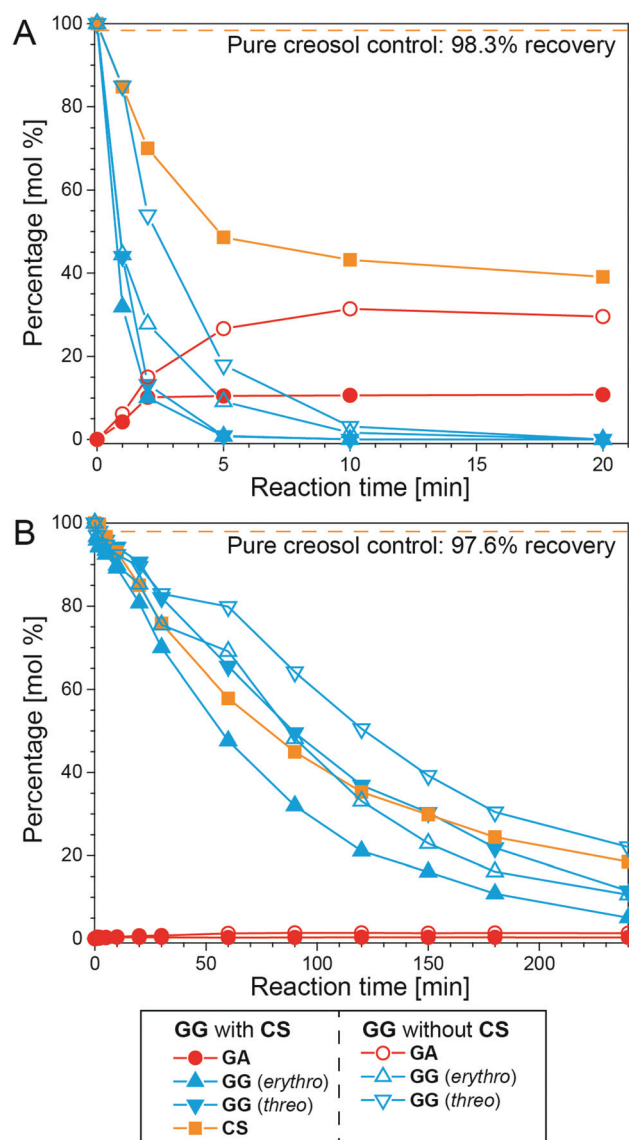 A
Pure creosol control: 98.3% recovery
Percentage [mol %]
100
80
60
40
20
0
0 5 10 15 20
Reaction time [min]
B
Pure creosol control: 97.6% recovery
Percentage [mol %]
100
80
60
40
20
0
0 50 100 150 200
Reaction time [min]
GG with CS
GA
GG (erythro)
GG (threo)
CS
GG without CS
GA
GG (erythro)
GG (threo)